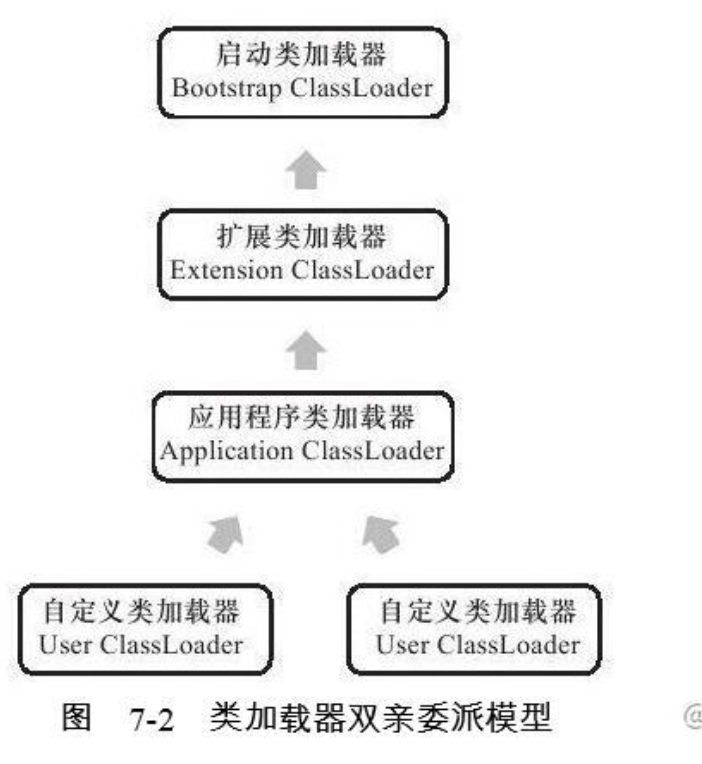 启动类加载器
Bootstrap ClassLoader
扩展类加载器
Extension ClassLoader
应用程序类加载器
Application ClassLoader
自定义类加载器 自定义类加载器
User ClassLoader User ClassLoader
图 7-2 类加载器双亲委派模型 @